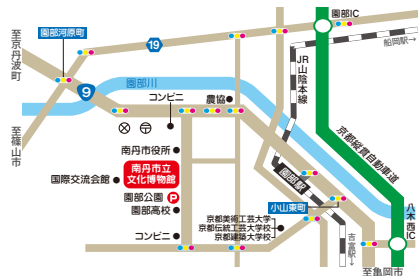 園部河原町
19
園部IC
船岡駅→
至京丹波町
JR山陰本線
9
園部川
コンビニ
農協
京都縦貫自動車道
至篠山市
南丹市役所
南丹市立
文化博物館
国際交流会館
園部公園 P
園部高校
園部駅
八木西IC
小山東町
京都美術工芸大学
京都伝統工芸大学校
京都建築大学校
コンビニ
吉富駅→
至亀岡市